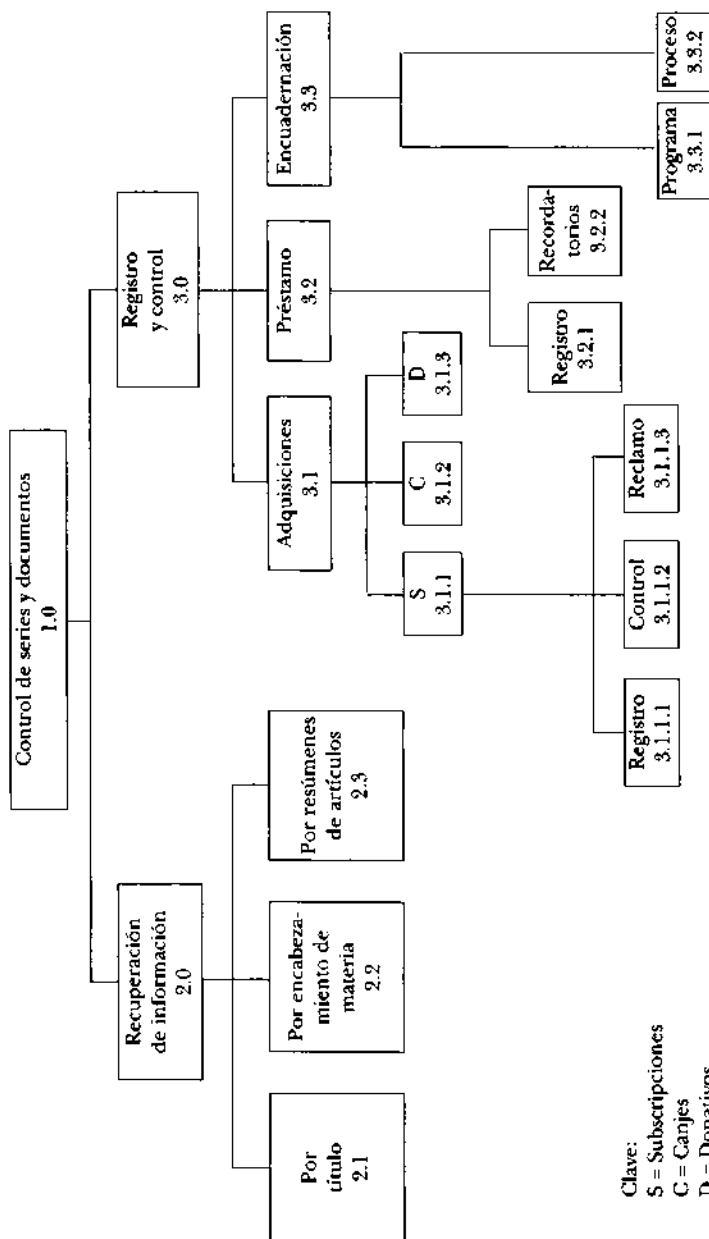 Control de series y documentos
1.0
Recuperación
de información
2.0
Registro
y control
3.0
Por
título
2.1
Por encabeza-
miento de
materia
2.2
Por resúmenes
de artículos
2.3
Adquisiciones
3.1
Préstamo
3.2
Encuadernación
3.3
S
3.1.1
C
3.1.2
D
3.1.3
Registro
3.2.1
Recorda-
torios
3.2.2
Programa
3.3.1
Proceso
3.3.2
Registro
3.1.1.1
Control
3.1.1.2
Reclamo
3.1.1.3
Clave:
S = Subscripciones
C = Canjes
D = Donativos